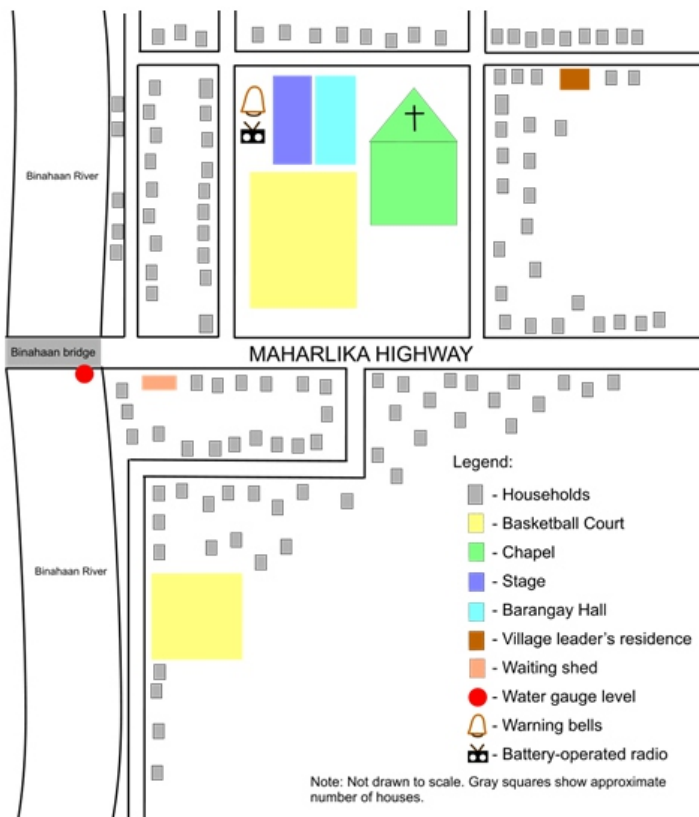 Binahaan River
Binahaan bridge
MAHARLIKA HIGHWAY
Binahaan River
Legend:
- Households
- Basketball Court
- Chapel
- Stage
- Barangay Hall
- Village leader's residence
- Waiting shed
- Water gauge level
- Warning bells
- Battery-operated radio
Note: Not drawn to scale. Gray squares show approximate
number of houses.